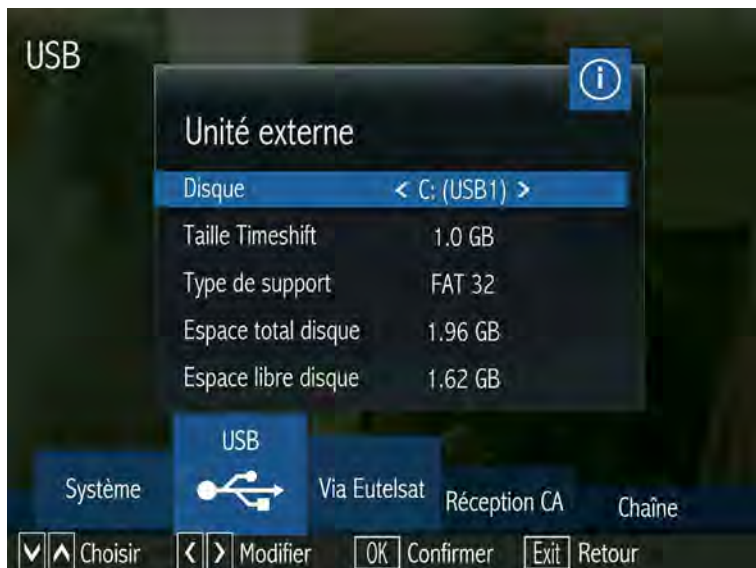 USB
Unité externe
Disque < C: (USB1) >
Taille Timeshift 1.0 GB
Type de support FAT 32
Espace total disque 1.96 GB
Espace libre disque 1.62 GB
USB
Système Via Eutelsat Réception CA Chaîne
Choisir < > Modifier OK Confirmer Exit Retour